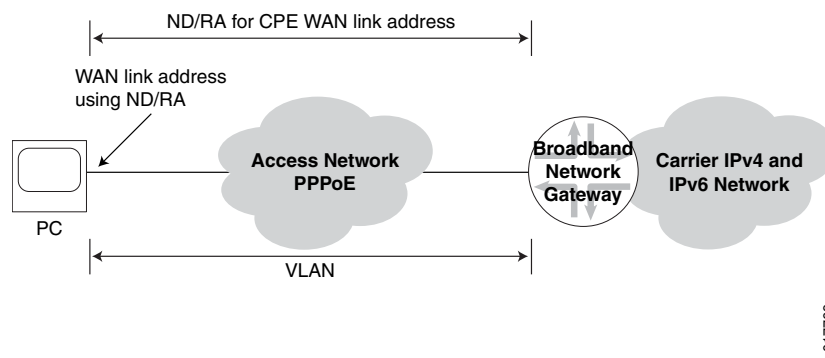 ND/RA for CPE WAN link address
WAN link address
using ND/RA
Access Network
PPPoE
Broadband
Network
Gateway
Carrier IPv4 and
IPv6 Network
PC
VLAN